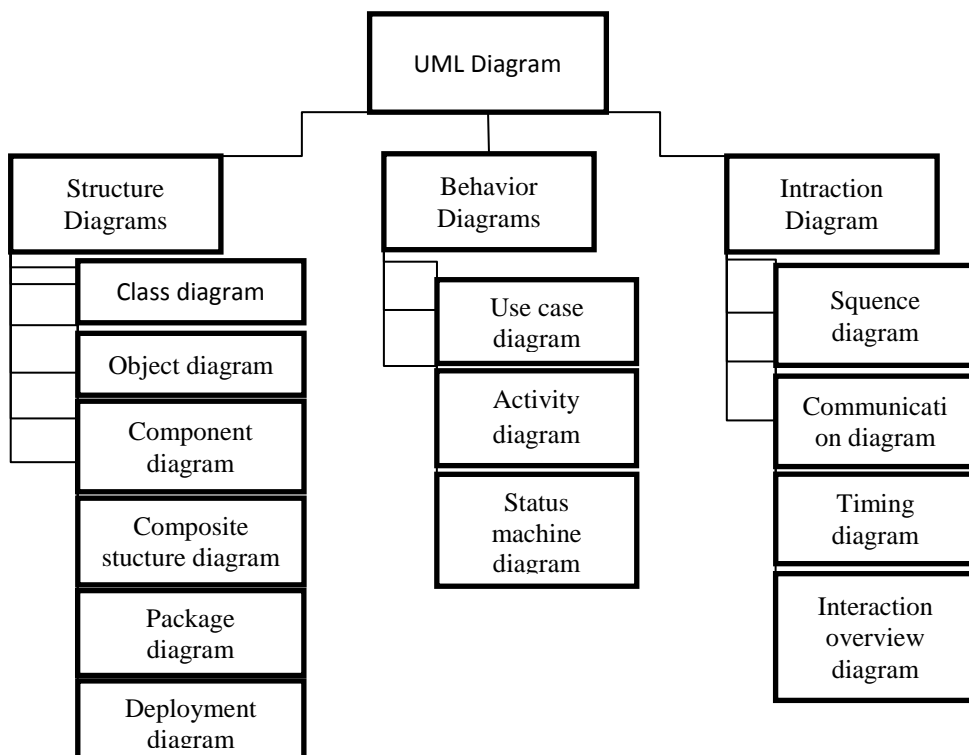 UML Diagram
Structure
Diagrams
Behavior
Diagrams
Intraction
Diagram
Class diagram
Object diagram
Component
diagram
Composite
stucture diagram
Package
diagram
Deployment
diagram
Use case
diagram
Activity
diagram
Status
machine
diagram
Squence
diagram
Communicati
on diagram
Timing
diagram
Interaction
overview
diagram